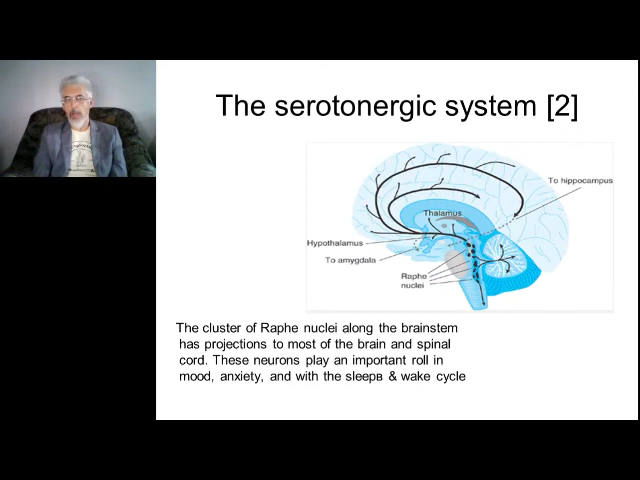 The serotonergic system [2]
To hippocampus
Thalamus
Hypothalamus
To amygdala
Raphe
nuclei
The cluster of Raphe nuclei along the brainstem
has projections to most of the brain and spinal
cord. These neurons play an important roll in
mood, anxiety, and with the sleepв & wake cycle